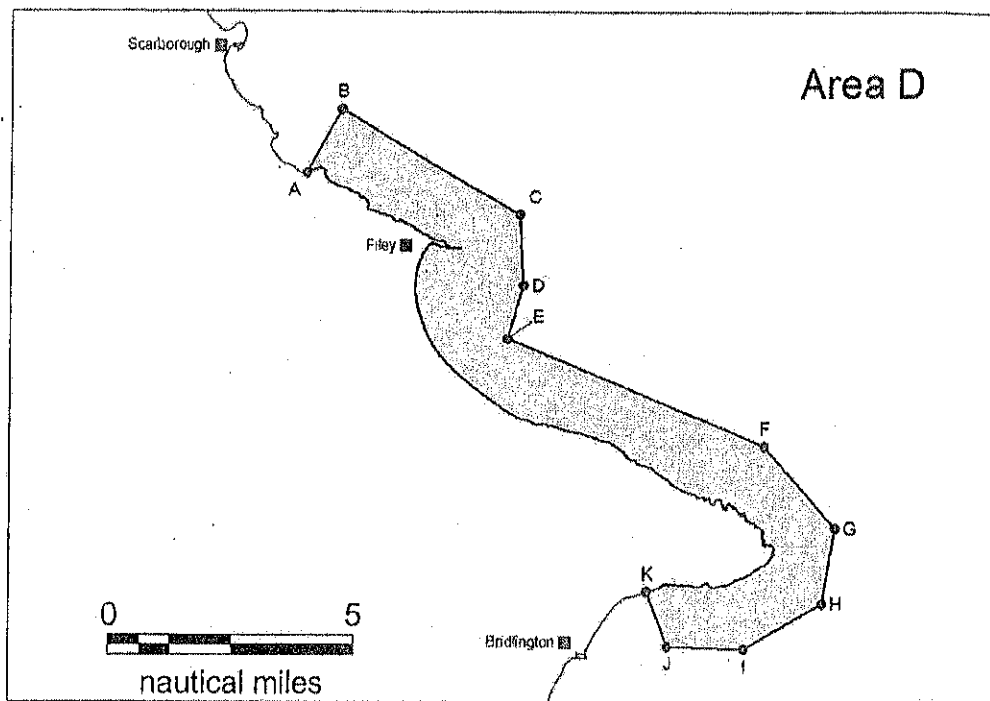 Scarborough
Area D
B
A
C
Filey
D
E
F
G
K
H
0 5
Bridlington
J
I
nautical miles